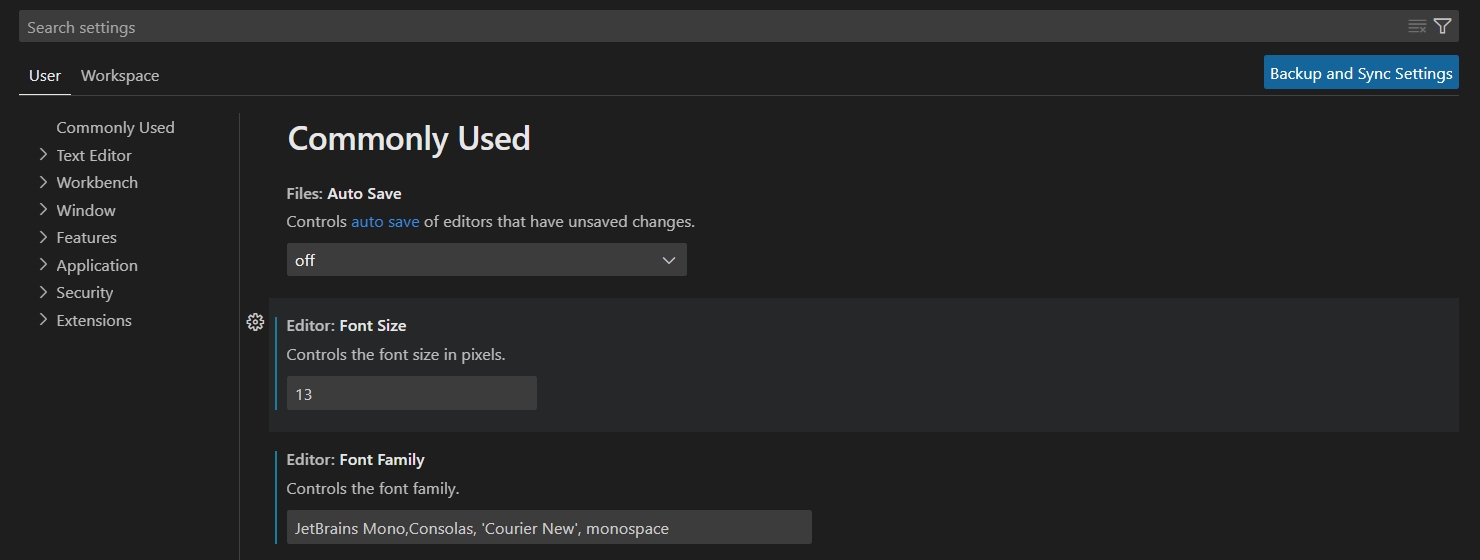 Search settings
User Workspace
Backup and Sync Settings
Commonly Used
Text Editor
Workbench
Window
Features
Application
Security
Extensions
Commonly Used
Files: Auto Save
Controls auto save of editors that have unsaved changes.
off
Editor: Font Size
Controls the font size in pixels.
13
Editor: Font Family
Controls the font family.
JetBrains Mono,Consolas, 'Courier New', monospace